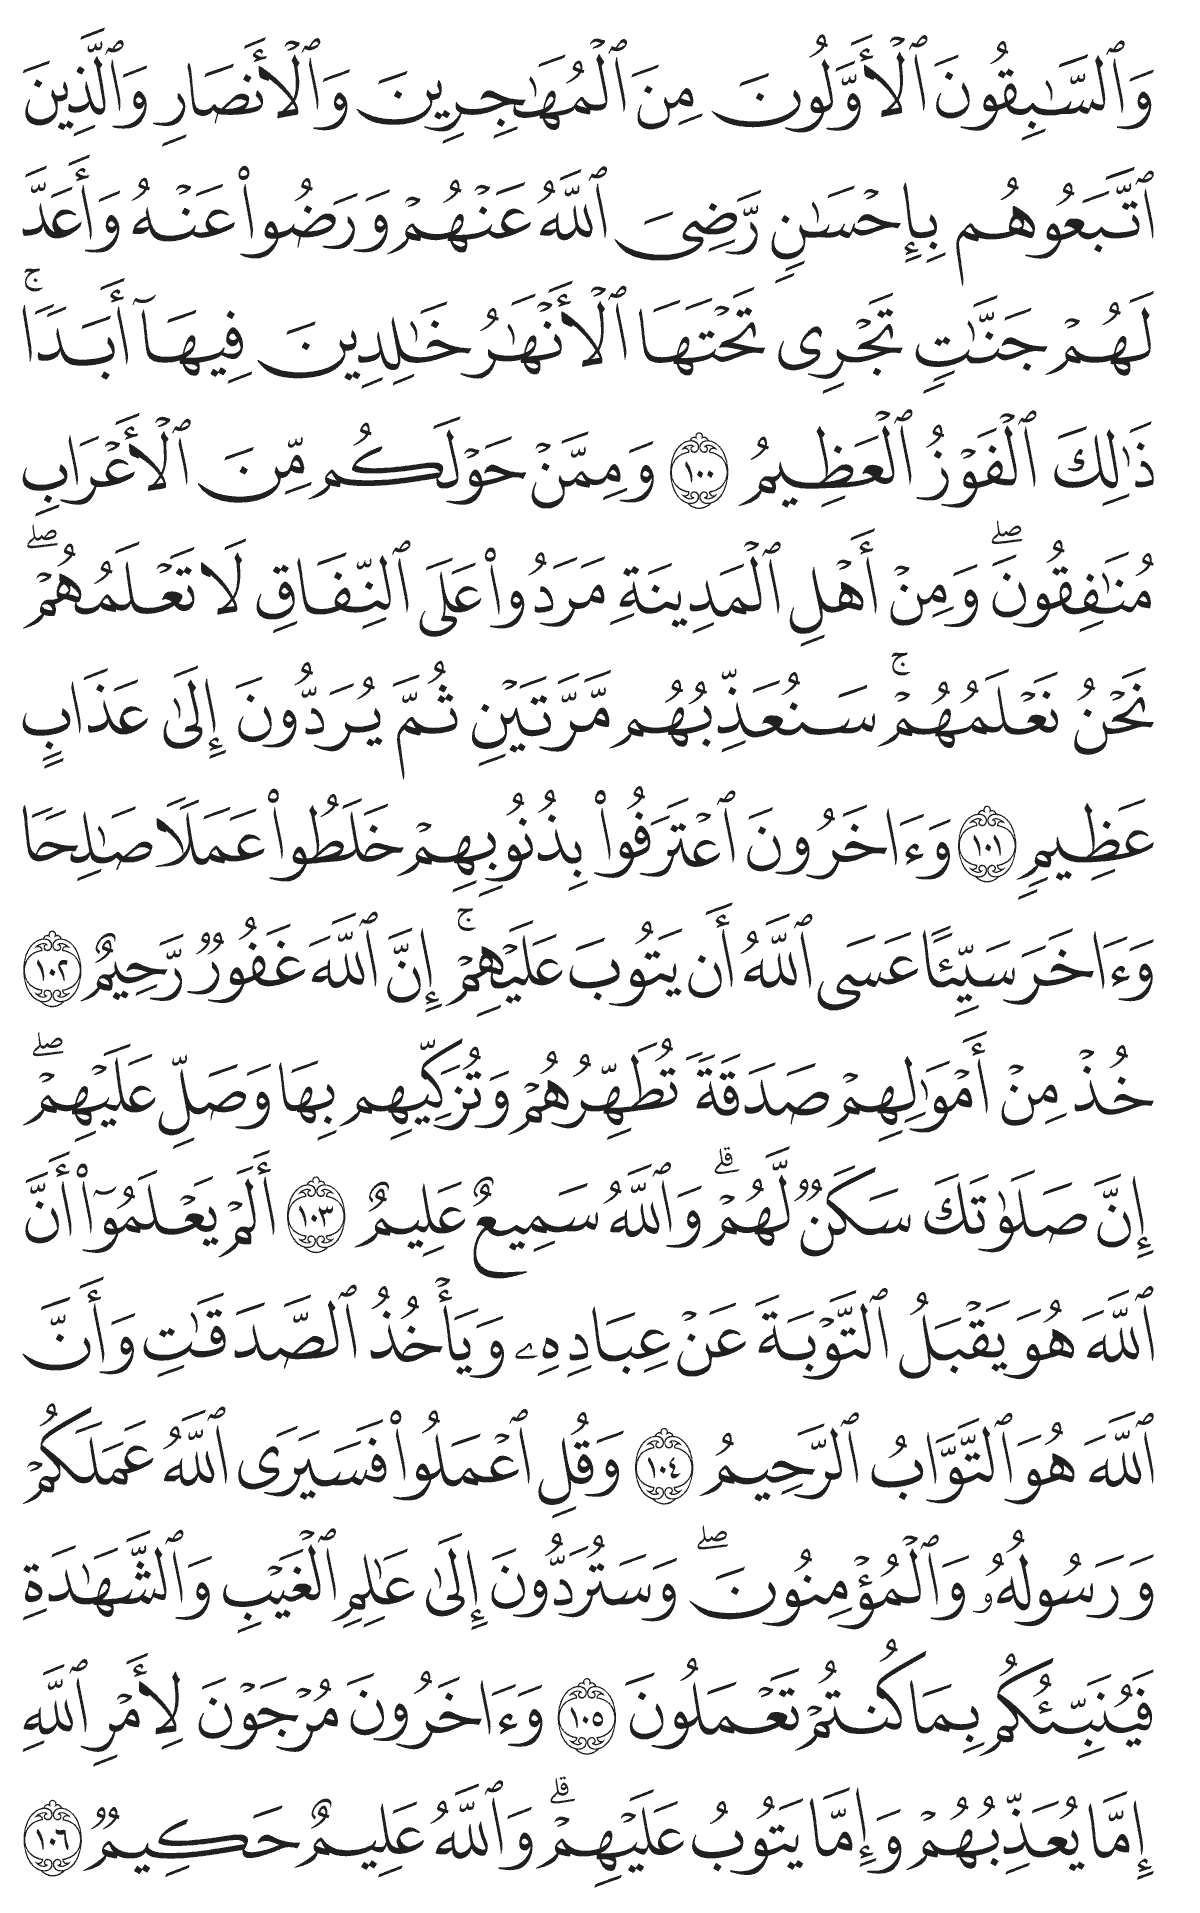 وَٱلسَّٰبِقُونَ ٱلۡأَوَّلُونَ مِنَ ٱلۡمُهَٰجِرِينَ وَٱلۡأَنصَارِ وَٱلَّذِينَ
ٱتَّبَعُوهُم بِإِحۡسَٰنٖ رَّضِيَ ٱللَّهُ عَنۡهُمۡ وَرَضُواْ عَنۡهُ وَأَعَدَّ
لَهُمۡ جَنَّٰتٖ تَجۡرِي تَحۡتَهَا ٱلۡأَنۡهَٰرُ خَٰلِدِينَ فِيهَآ أَبَدٗاۚ
ذَٰلِكَ ٱلۡفَوۡزُ ٱلۡعَظِيمُ ١٠٠ وَمِمَّنۡ حَوۡلَكُم مِّنَ ٱلۡأَعۡرَابِ
مُنَٰفِقُونَۖ وَمِنۡ أَهۡلِ ٱلۡمَدِينَةِ مَرَدُواْ عَلَى ٱلنِّفَاقِ لَا تَعۡلَمُهُمۡۖ
نَحۡنُ نَعۡلَمُهُمۡۚ سَنُعَذِّبُهُم مَّرَّتَيۡنِ ثُمَّ يُرَدُّونَ إِلَىٰ عَذَابٍ
عَظِيمٖ ١٠١ وَءَاخَرُونَ ٱعۡتَرَفُواْ بِذُنُوبِهِمۡ خَلَطُواْ عَمَلٗا صَٰلِحٗا
وَءَاخَرَ سَيِّئًا عَسَى ٱللَّهُ أَن يَتُوبَ عَلَيۡهِمۡۚ إِنَّ ٱللَّهَ غَفُورٞ رَّحِيمٌ ١٠٢
خُذۡ مِنۡ أَمۡوَٰلِهِمۡ صَدَقَةٗ تُطَهِّرُهُمۡ وَتُزَكِّيهِم بِهَا وَصَلِّ عَلَيۡهِمۡۖ
إِنَّ صَلَوٰتَكَ سَكَنٞ لَّهُمۡۗ وَٱللَّهُ سَمِيعٌ عَلِيمٌ ١٠٣ أَلَمۡ يَعۡلَمُوٓاْ أَنَّ
ٱللَّهَ هُوَ يَقۡبَلُ ٱلتَّوۡبَةَ عَنۡ عِبَادِهِۦ وَيَأۡخُذُ ٱلصَّدَقَٰتِ وَأَنَّ
ٱللَّهَ هُوَ ٱلتَّوَّابُ ٱلرَّحِيمُ ١٠٤ وَقُلِ ٱعۡمَلُواْ فَسَيَرَى ٱللَّهُ عَمَلَكُمۡ
وَرَسُولُهُۥ وَٱلۡمُؤۡمِنُونَۖ وَسَتُرَدُّونَ إِلَىٰ عَٰلِمِ ٱلۡغَيۡبِ وَٱلشَّهَٰدَةِ
فَيُنَبِّئُكُم بِمَا كُنتُمۡ تَعۡمَلُونَ ١٠٥ وَءَاخَرُونَ مُرۡجَوۡنَ لِأَمۡرِ ٱللَّهِ
إِمَّا يُعَذِّبُهُمۡ وَإِمَّا يَتُوبُ عَلَيۡهِمۡۗ وَٱللَّهُ عَلِيمٌ حَكِيمٞ ١٠٦